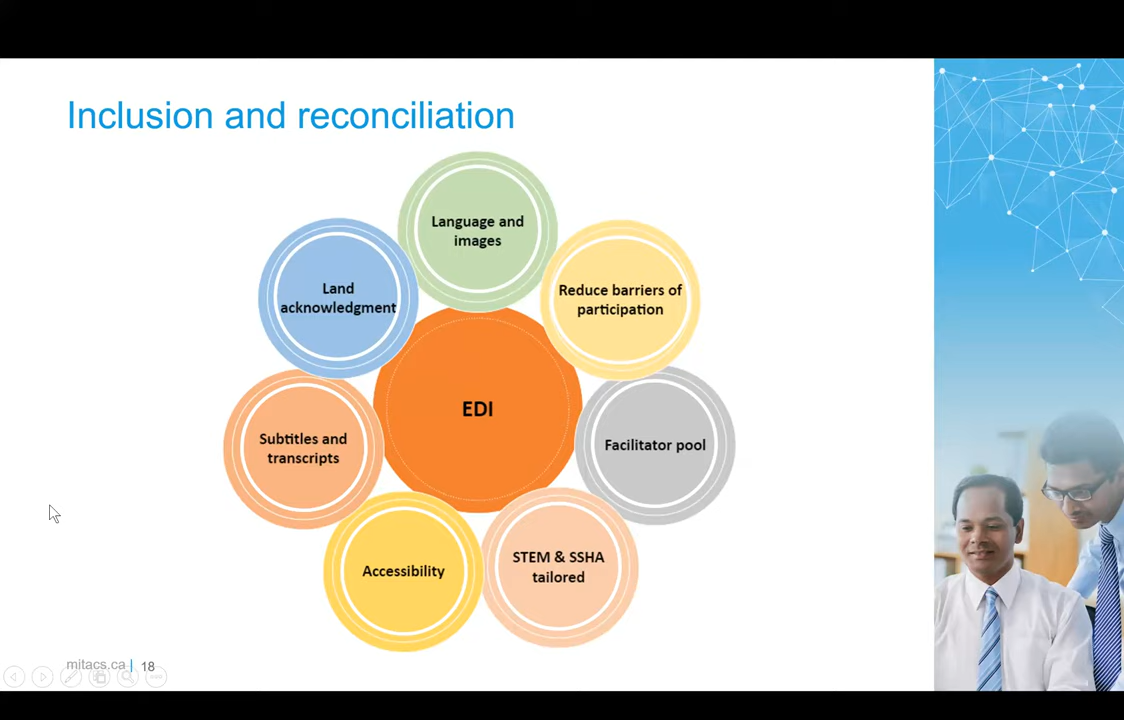 Inclusion and reconciliation
Language and
images
Reduce barriers of
participation
Facilitator pool
STEM & SSHA
tailored
Accessibility
Subtitles and
transcripts
Land
acknowledgment
EDI
mitacs.ca | 18